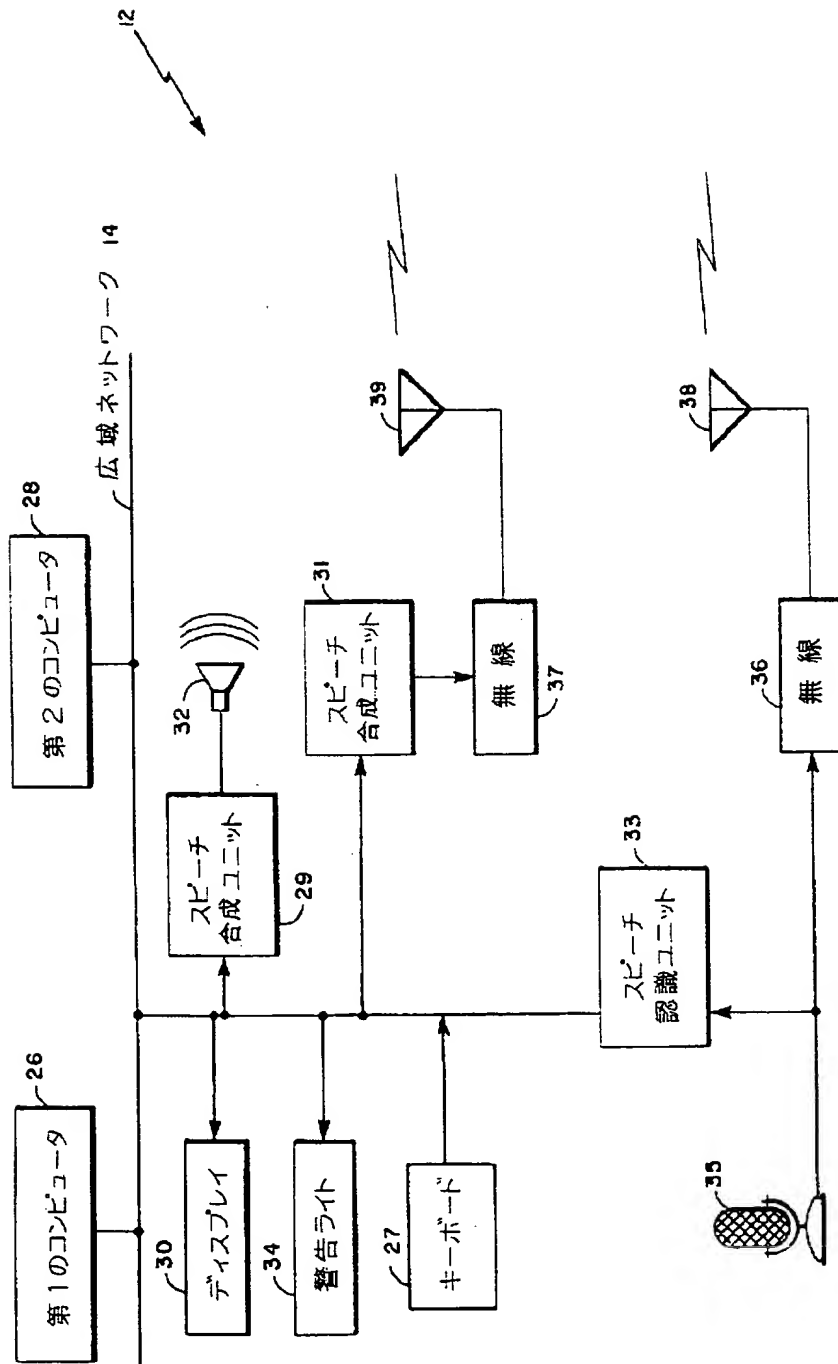 12
第1のコンピュータ
26
第2のコンピュータ
28
広域ネットワーク 14
ディスプレイ
30
スピーチ
合成ユニット
29
32
警告ライト
34
スピーチ
合成ユニット
31
無線
37
39
キーボード
27
スピーチ
認識ユニット
33
35
無線
36
38